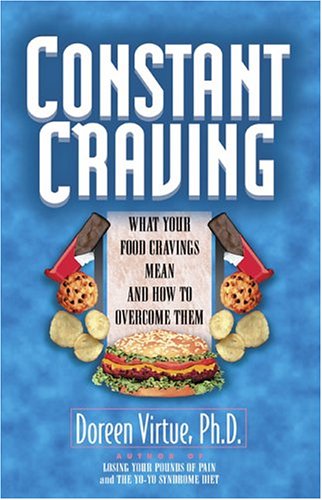 CONSTANT
CRAVING
WHAT YOUR
FOOD CRAVINGS
MEAN
AND HOW TO
OVERCOME THEM
Doreen Virtue, Ph.D.
AUTHOR OF
LOSING YOUR POUNDS OF PAIN
and THE YO-YO SYNDROME DIET